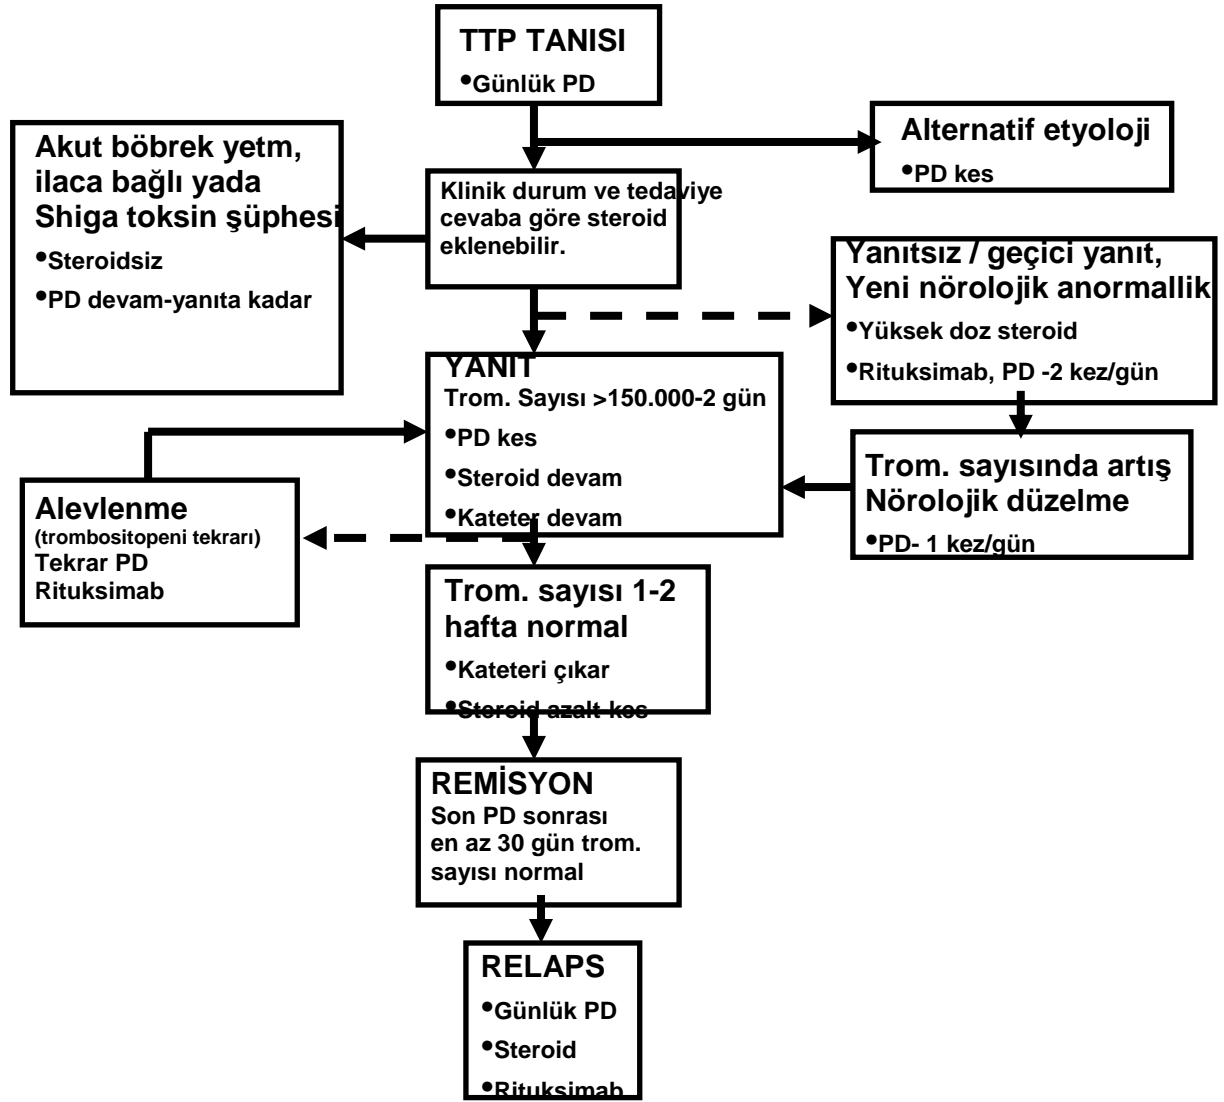 TTP TANISI
•Günlük PD
Alternatif etyoloji
•PD kes
Akut böbrek yetm,
ilaca bağlı yada
Shiga toksin şüphesi
•Steroidsiz
•PD devam-yanıta kadar
Klinik durum ve tedaviye
cevaba göre steroid
eklenebilir.
Yanıtsız / geçici yanıt,
Yeni nörolojik anormallik
•Yüksek doz steroid
•Rituksimab, PD -2 kez/gün
YANIT
Trom. Sayısı >150.000-2 gün
•PD kes
•Steroid devam
•Kateter devam
Trom. sayısında artış
Nörolojik düzelme
•PD- 1 kez/gün
Alevlenme
(trombositopeni tekrarı)
Tekrar PD
Rituksimab
Trom. sayısı 1-2
hafta normal
•Kateteri çıkar
•Steroid azalt-kes
REMİSYON
Son PD sonrası
en az 30 gün trom.
sayısı normal
RELAPS
•Günlük PD
•Steroid
•Rituksimab